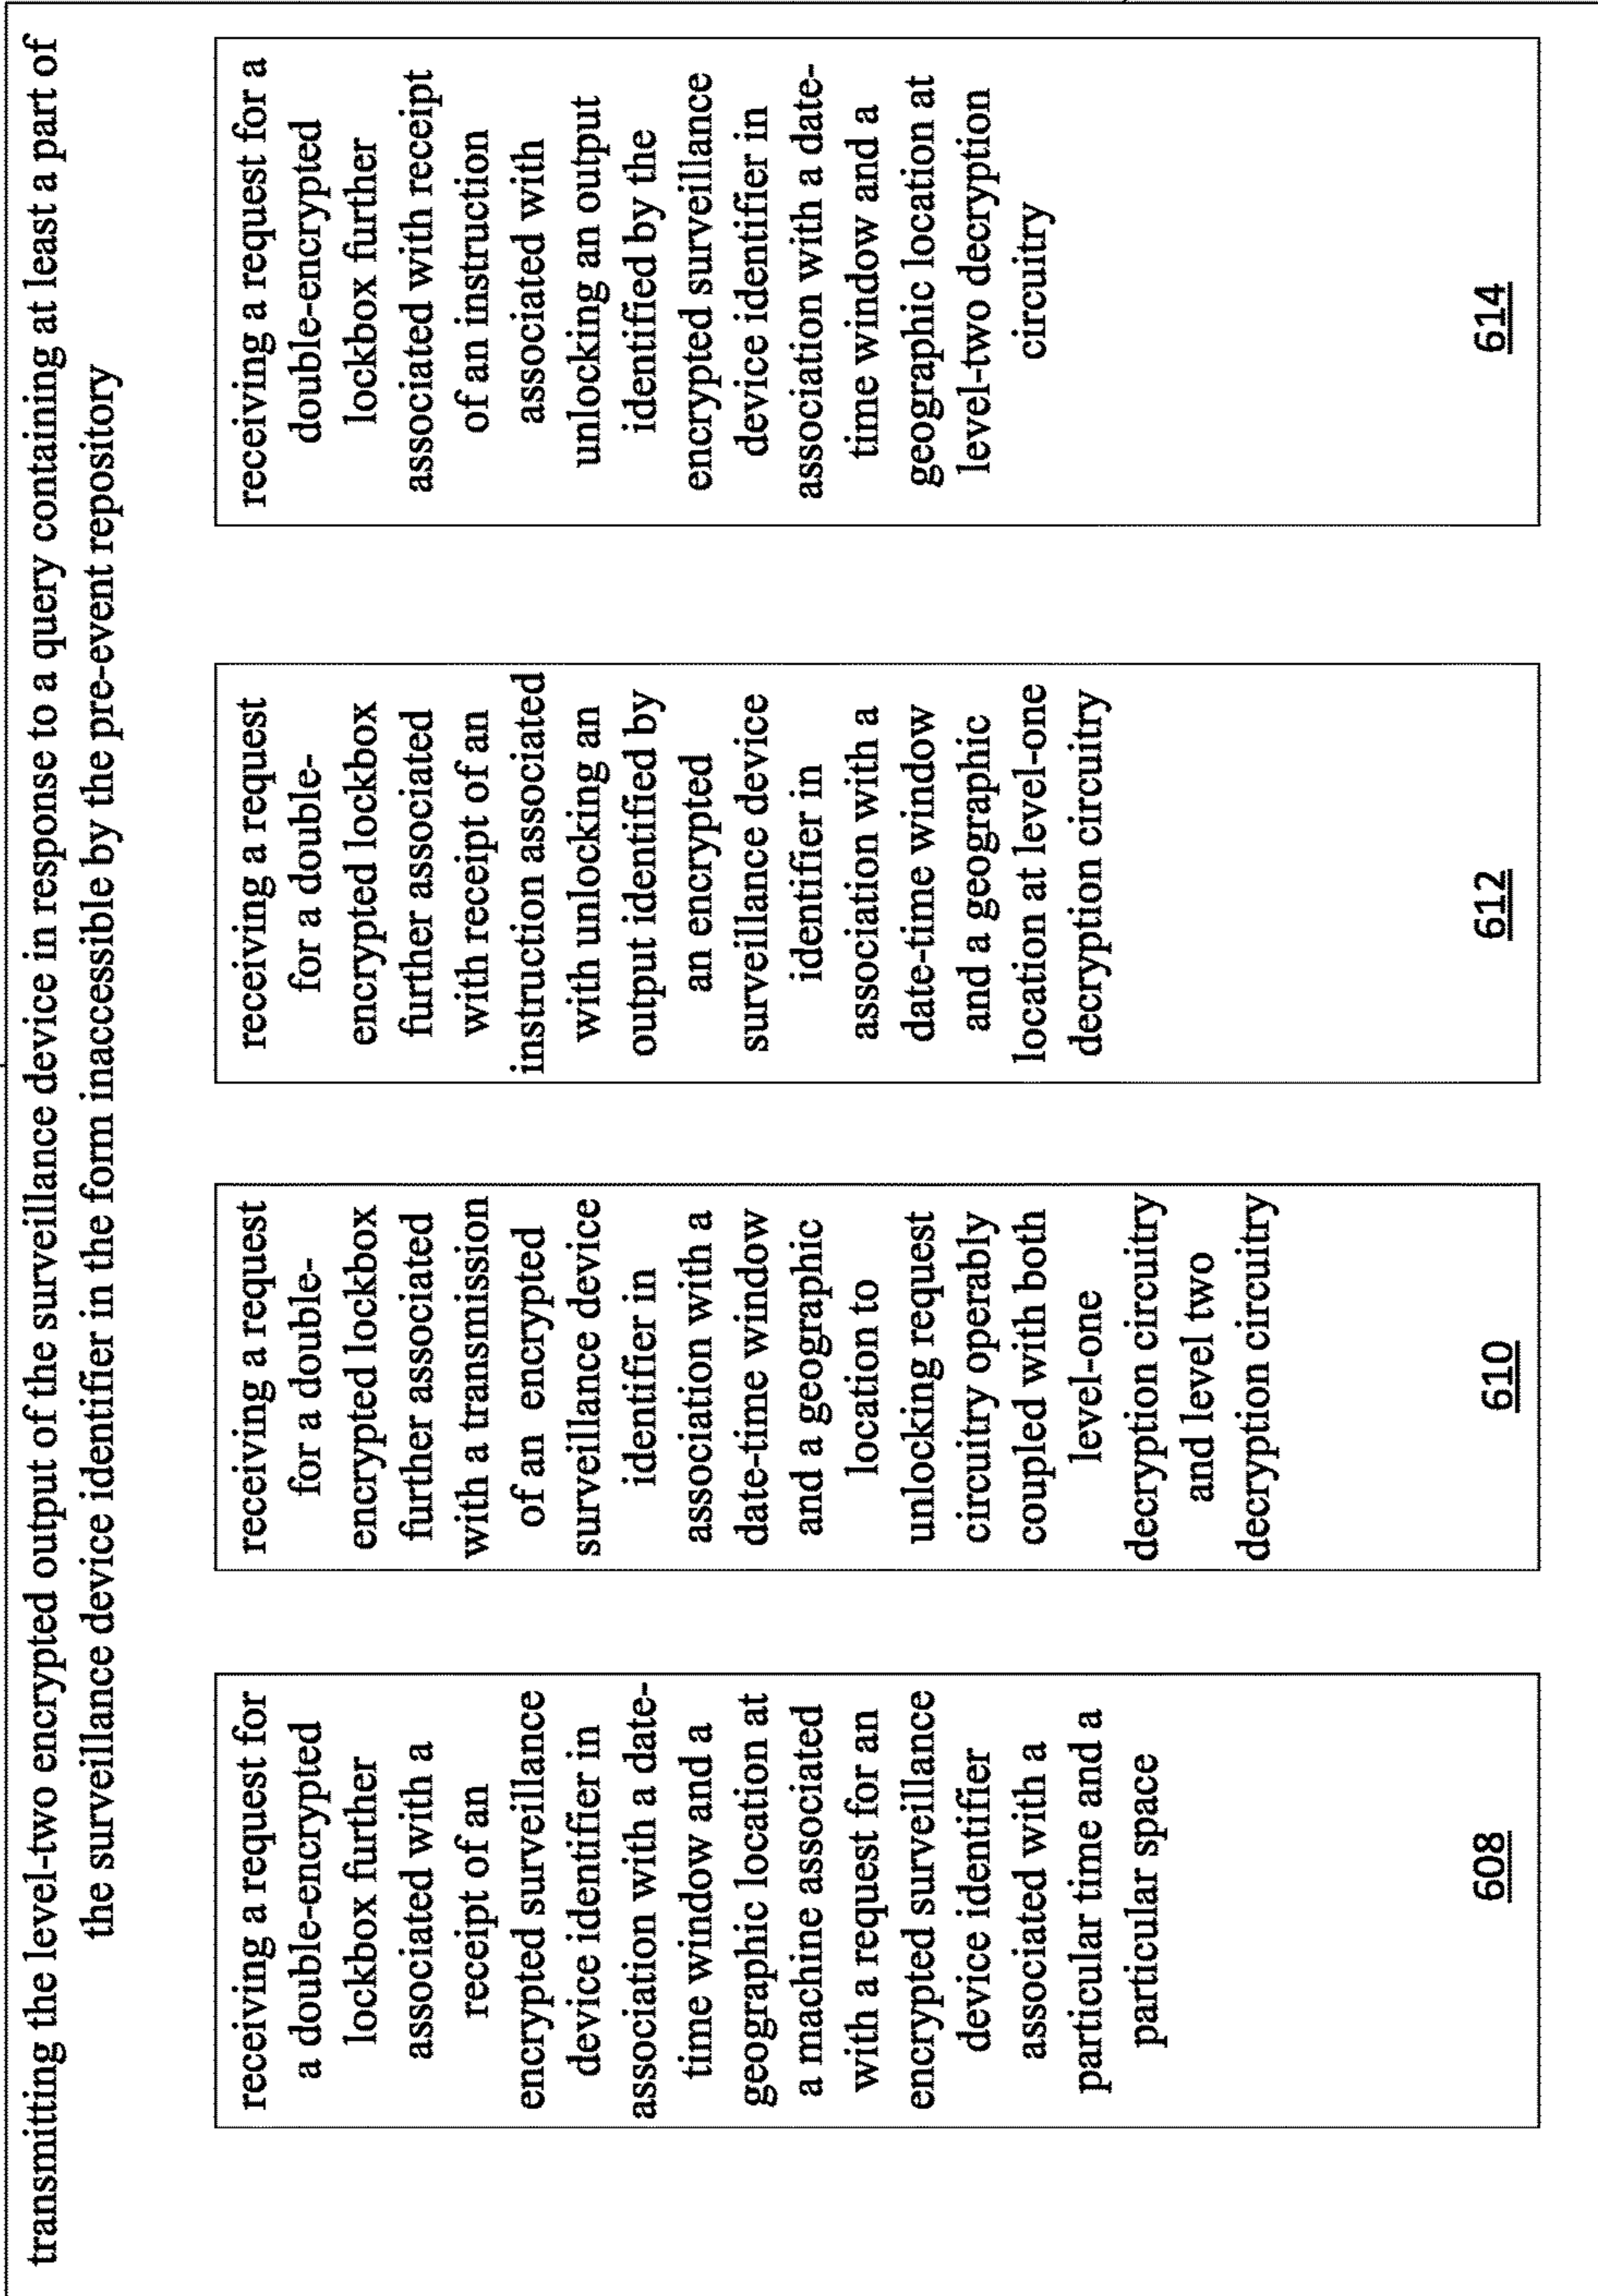 transmitting the level-two encrypted output of the surveillance device in response to a query containing at least a part of
the surveillance device identifier in the form inaccessible by the pre-event repository
receiving a request for
a double-encrypted
lockbox further
associated with a
receipt of an
encrypted surveillance
device identifier in
association with a date-
time window and a
geographic location at
a machine associated
with a request for an
encrypted surveillance
device identifier
associated with a
particular time and a
particular space
608
receiving a request
for a double-
encrypted lockbox
further associated
with a transmission
of an encrypted
surveillance device
identifier in
association with a
date-time window
and a geographic
location to
unlocking request
circuitry operably
coupled with both
level-one
decryption circuitry
and level two
decryption circuitry
610
receiving a request
for a double-
encrypted lockbox
further associated
with receipt of an
instruction associated
with unlocking an
output identified by
an encrypted
surveillance device
identifier in
association with a
date-time window
and a geographic
location at level-one
decryption circuitry
612
receiving a request for a
double-encrypted
lockbox further
associated with receipt
of an instruction
associated with
unlocking an output
identified by the
encrypted surveillance
device identifier in
association with a date-
time window and a
geographic location at
level-two decryption
circuitry
614